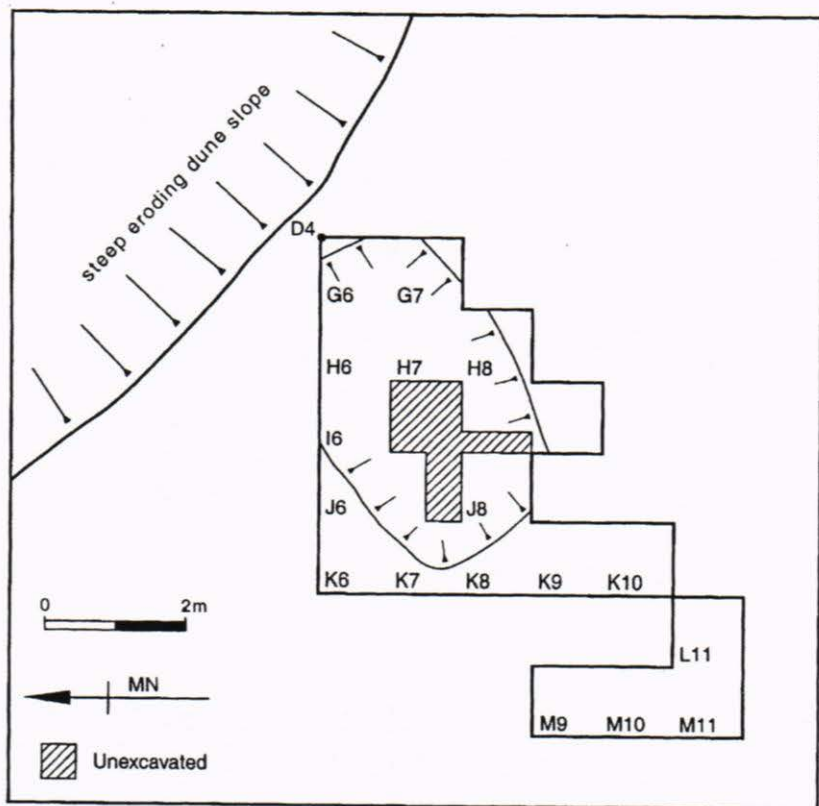 steep eroding dune slope
D4
G6 G7
H6 H7 H8
I6
J6 J8
K6 K7 K8 K9 K10
0 2m
L11
MN
M9 M10 M11
Unexcavated